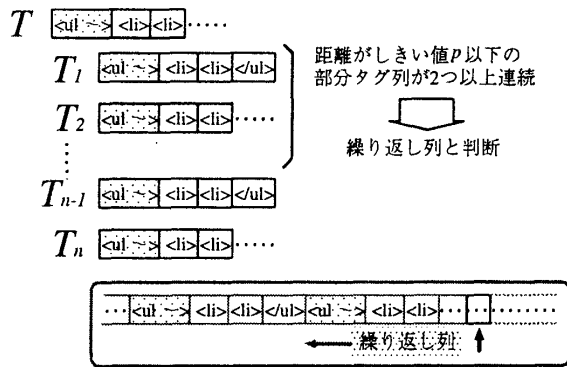 T <ul ~> <li> <li> ·····
T1 <ul ~> <li> <li> </ul>
T2 <ul ~> <li> <li> ·····
Tn-1 <ul ~> <li> <li> </ul>
Tn <ul ~> <li> <li> ·····
距離がしきい値p以下の
部分タグ列が2つ以上連続
繰り返し列と判断
··· <ul ~> <li> <li> </ul> <ul ~> <li> <li> ···
繰り返し列